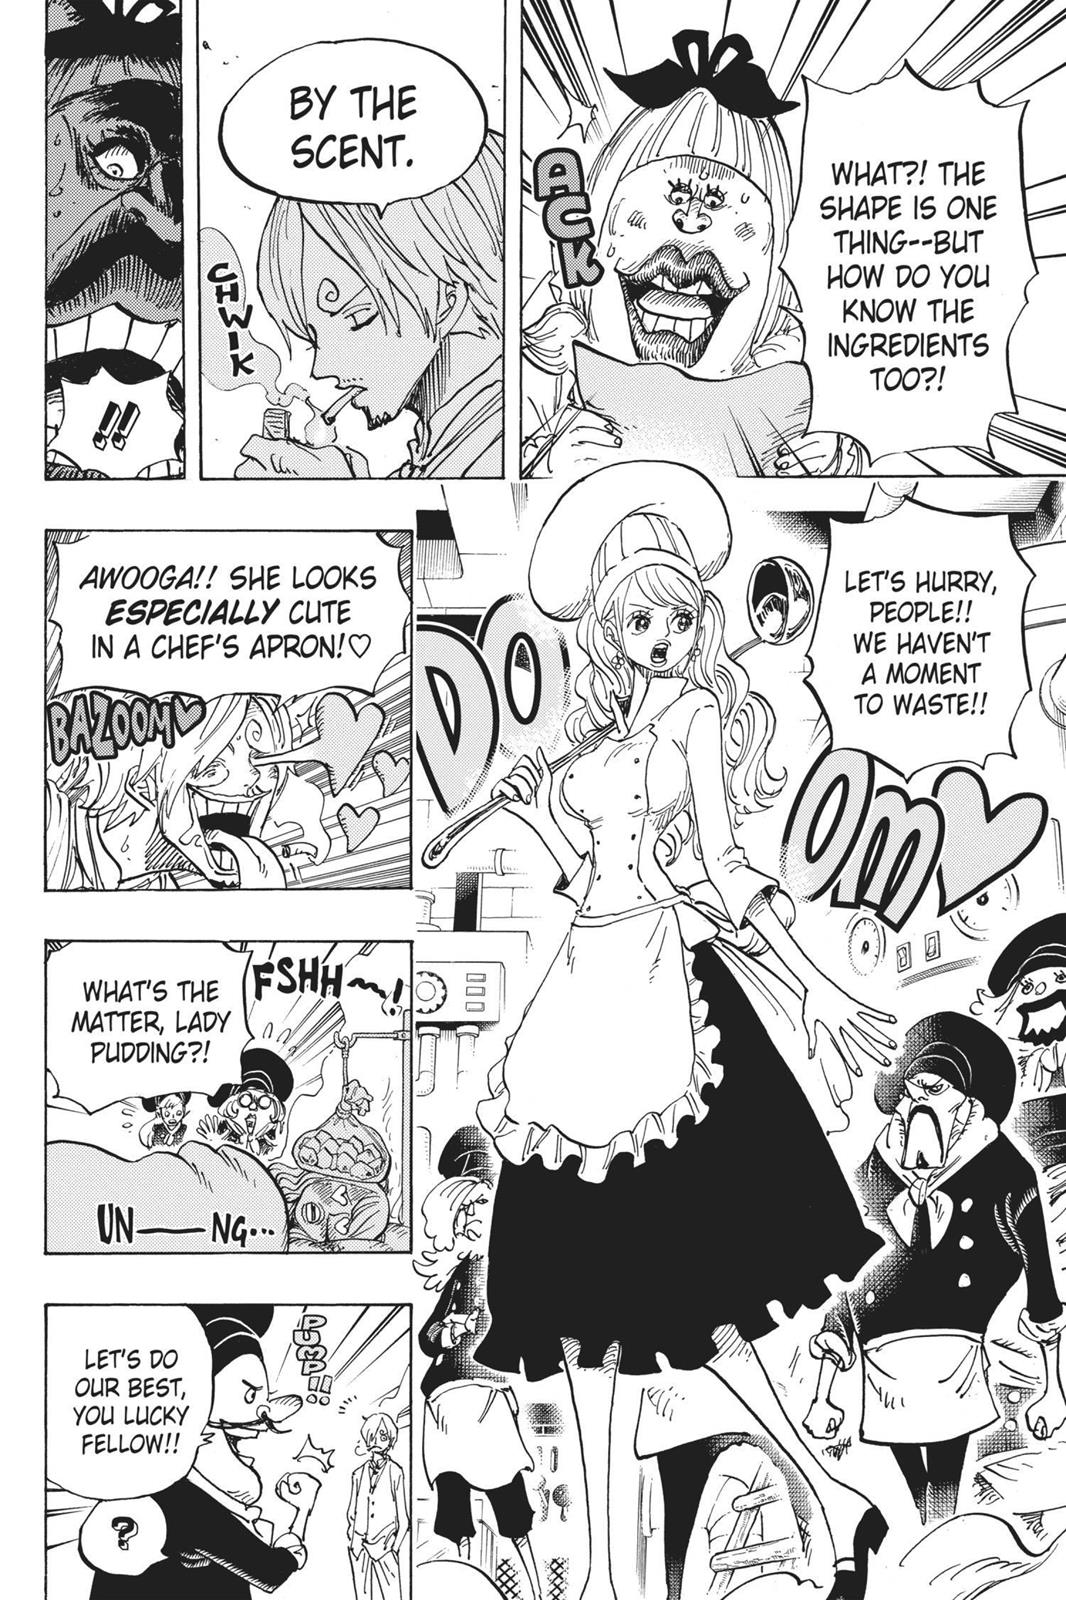 WHAT?! THE
SHAPE IS ONE
THING--BUT
HOW DO YOU
KNOW THE
INGREDIENTS
TOO?!
ACK
BY THE
SCENT.
CHWIK
!!
LET'S HURRY,
PEOPLE!!
WE HAVEN'T
A MOMENT
TO WASTE!!
DO
OM♥
AWOOGA!! SHE LOOKS
ESPECIALLY CUTE
IN A CHEF'S APRON!♡
BAZOOM♥
WHAT'S THE
MATTER, LADY
PUDDING?!
FSHH—!
UN——NG...
LET'S DO
OUR BEST,
YOU LUCKY
FELLOW!!
PUMP!!
?